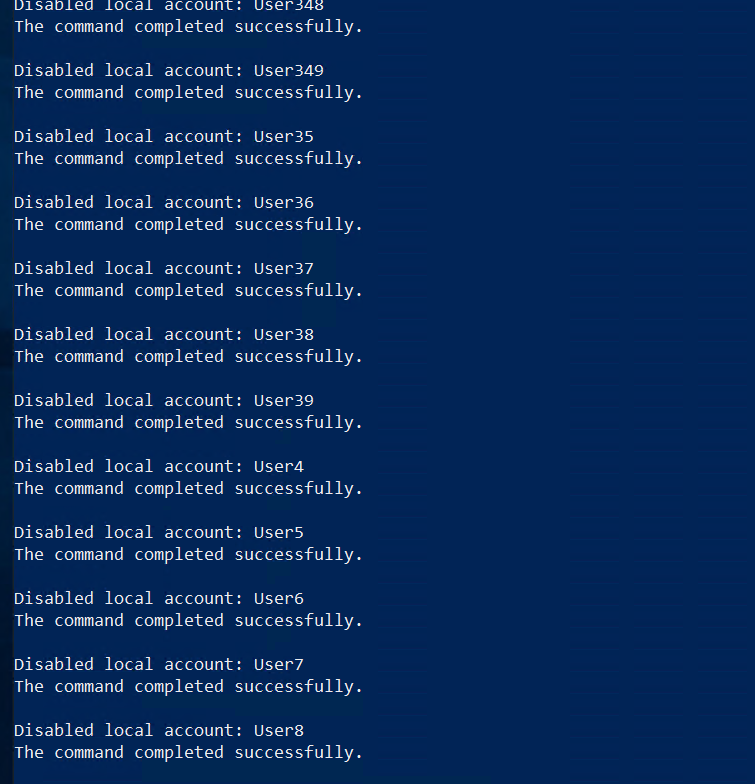 Disabled local account: User348
The command completed successfully.
Disabled local account: User349
The command completed successfully.
Disabled local account: User35
The command completed successfully.
Disabled local account: User36
The command completed successfully.
Disabled local account: User37
The command completed successfully.
Disabled local account: User38
The command completed successfully.
Disabled local account: User39
The command completed successfully.
Disabled local account: User4
The command completed successfully.
Disabled local account: User5
The command completed successfully.
Disabled local account: User6
The command completed successfully.
Disabled local account: User7
The command completed successfully.
Disabled local account: User8
The command completed successfully.